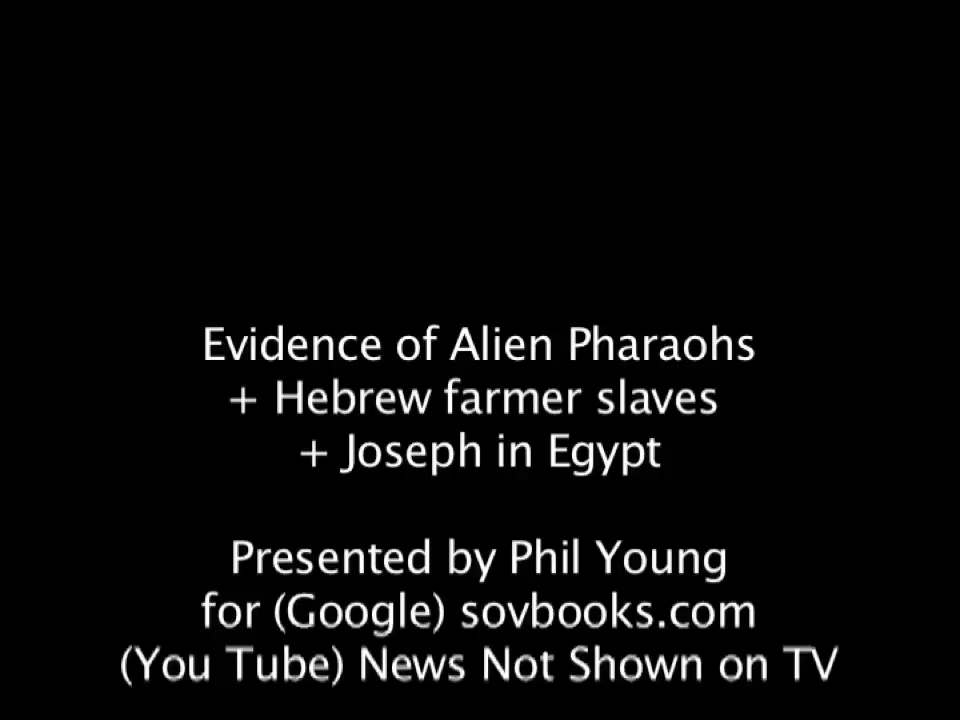 Evidence of Alien Pharaohs
+ Hebrew farmer slaves
+ Joseph in Egypt
Presented by Phil Young
for (Google) sovbooks.com
(You Tube) News Not Shown on TV